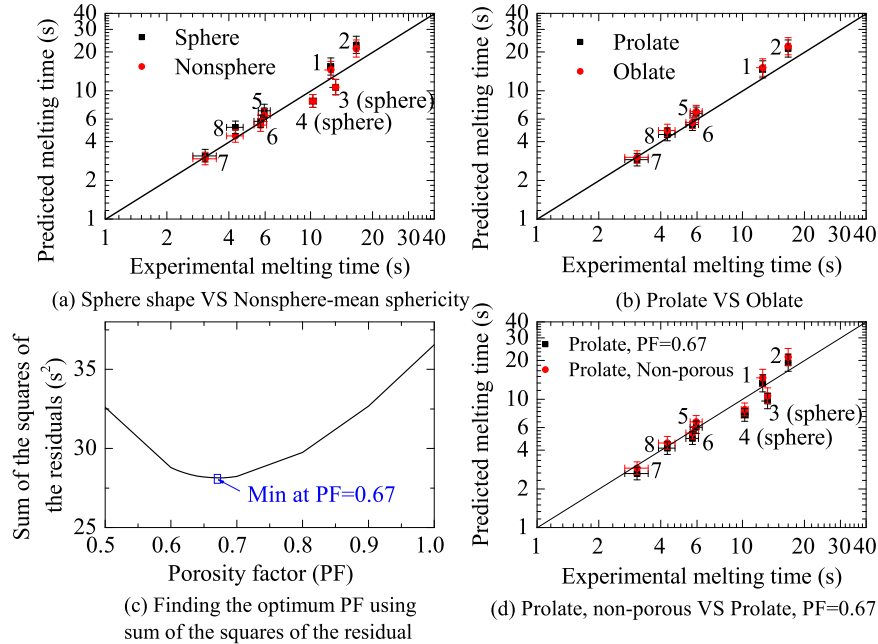 Predicted melting time (s)
40
30
20
10
6
4
2
1
Sphere
Nonsphere
1
2
3 (sphere)
4 (sphere)
5
6
7
8
1 2 4 6 10 20 30 40
Experimental melting time (s)
(a) Sphere shape VS Nonsphere-mean sphericity
Predicted melting time (s)
40
30
20
10
6
4
2
1
Prolate
Oblate
1
2
5
6
7
8
1 2 4 6 10 20 30 40
Experimental melting time (s)
(b) Prolate VS Oblate
Sum of the squares of
the residuals (s²)
35
30
25
Min at PF=0.67
0.5 0.6 0.7 0.8 0.9 1.0
Porosity factor (PF)
(c) Finding the optimum PF using
sum of the squares of the residual
Predicted melting time (s)
40
30
20
10
6
4
2
1
Prolate, PF=0.67
Prolate, Non-porous
1
2
3 (sphere)
4 (sphere)
5
6
7
8
1 2 4 6 10 20 30 40
Experimental melting time (s)
(d) Prolate, non-porous VS Prolate, PF=0.67